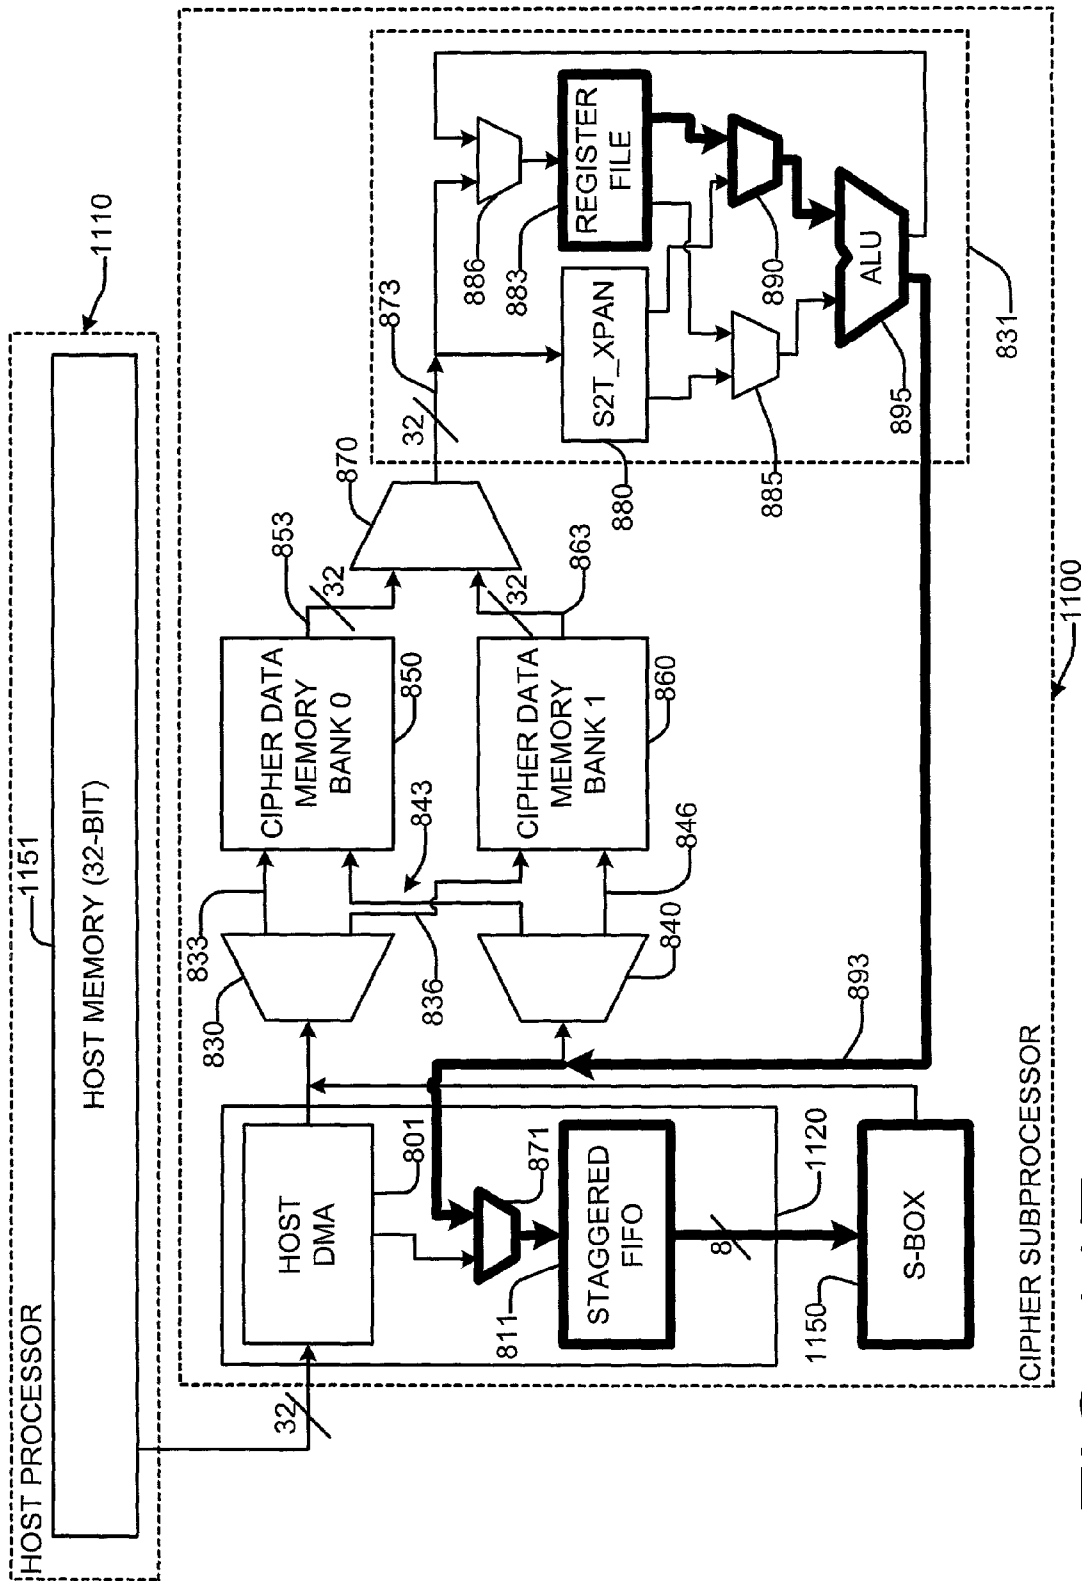 HOST PROCESSOR
1151
HOST MEMORY (32-BIT)
1110
32
HOST
DMA
801
871
811
STAGGERED
FIFO
8
1120
1150
S-BOX
830
833
836
843
840
846
893
CIPHER DATA
MEMORY
BANK 0
850
853
32
CIPHER DATA
MEMORY
BANK 1
860
863
32
870
32
873
886
883
REGISTER
FILE
S2T_XPAN
880
885
890
ALU
895
831
CIPHER SUBPROCESSOR
1100